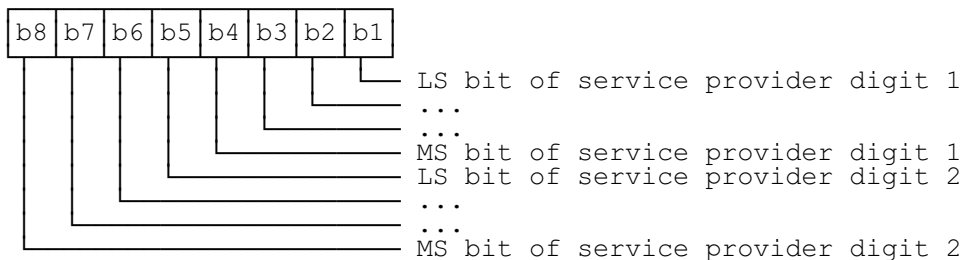 b8 b7 b6 b5 b4 b3 b2 b1
LS bit of service provider digit 1
...
...
MS bit of service provider digit 1
LS bit of service provider digit 2
...
...
MS bit of service provider digit 2